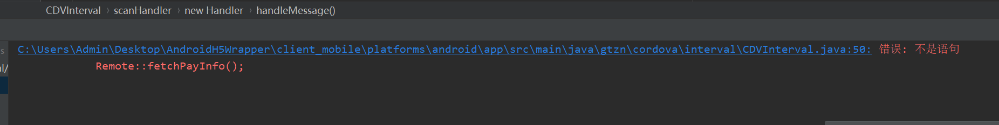 CDVInterval › scanHandler › new Handler › handleMessage()
s C:\Users\Admin\Desktop\AndroidH5Wrapper\client_mobile\platforms\android\app\src\main\java\gtzn\cordova\interval\CDVInterval.java:50: 错误: 不是语句
al/ Remote::fetchPayInfo();